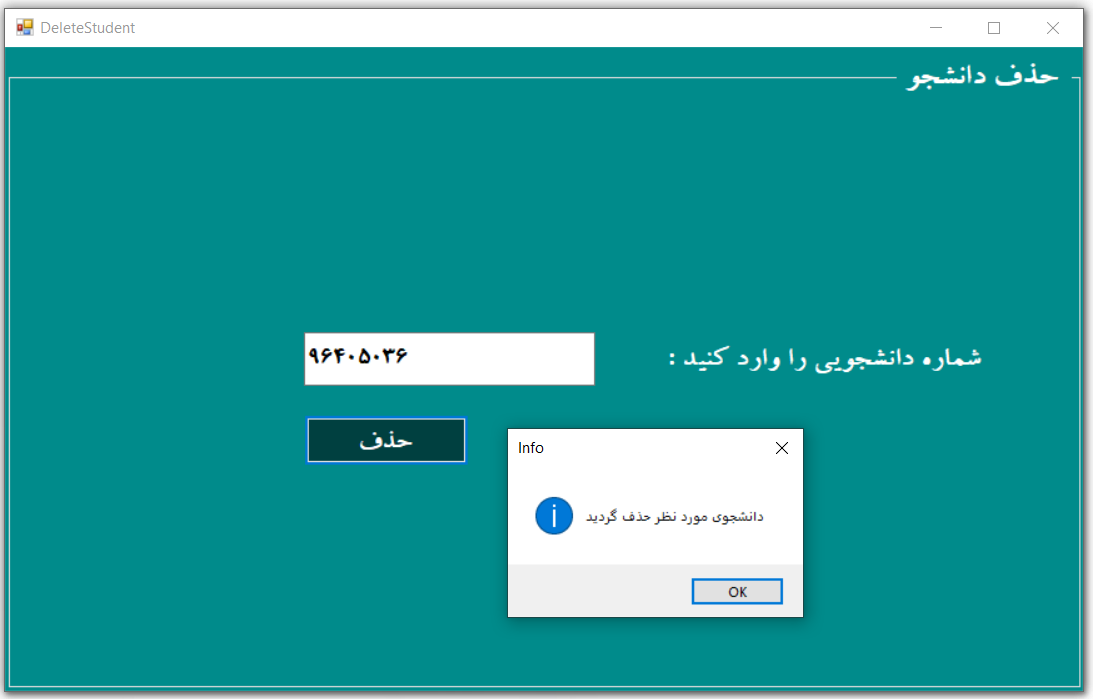 DeleteStudent
حذف دانشجو
شماره دانشجویی را وارد کنید :
۹۶۴۰۵۰۳۶
حذف
Info
دانشجوی مورد نظر حذف گردید
OK